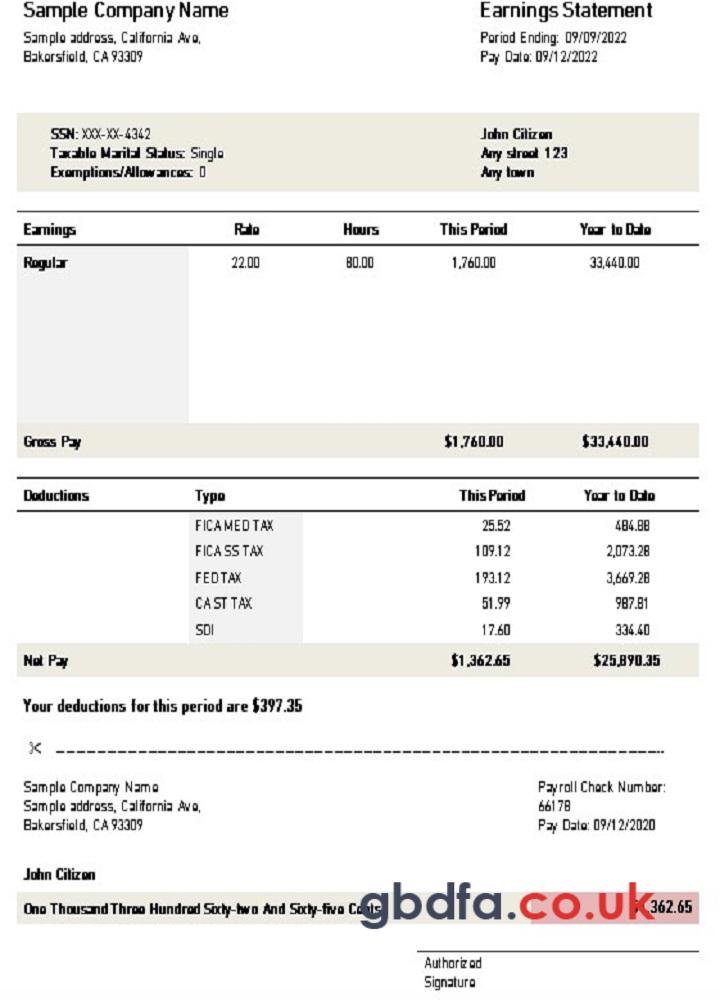 Sample Company Name
Earnings Statement
Sample address, California Ave,
Bakersfield, CA 93309
Period Ending: 09/09/2022
Pay Date: 09/12/2022
SSN: XXX-XX-4342
Taxable Marital Status: Single
Exemptions/Allowances: 0
John Citizen
Any street 123
Any town
Earnings Rate Hours This Period Year to Date
Regular 22.00 80.00 1,760.00 33,440.00
Gross Pay $1,760.00 $33,440.00
Deductions Type This Period Year to Date
FICA MED TAX 25.52 484.88
FICA SS TAX 109.12 2,073.28
FED TAX 193.12 3,669.28
CA ST TAX 51.99 987.81
SDI 17.60 334.40
Net Pay $1,362.65 $25,890.35
Your deductions for this period are $397.35
Sample Company Name
Sample address, California Ave,
Bakersfield, CA 93309
Payroll Check Number:
66178
Pay Date: 09/12/2020
John Citizen
One Thousand Three Hundred Sixty-two And Sixty-five Cents 362.65
gbdfa.co.uk
Authorized
Signature